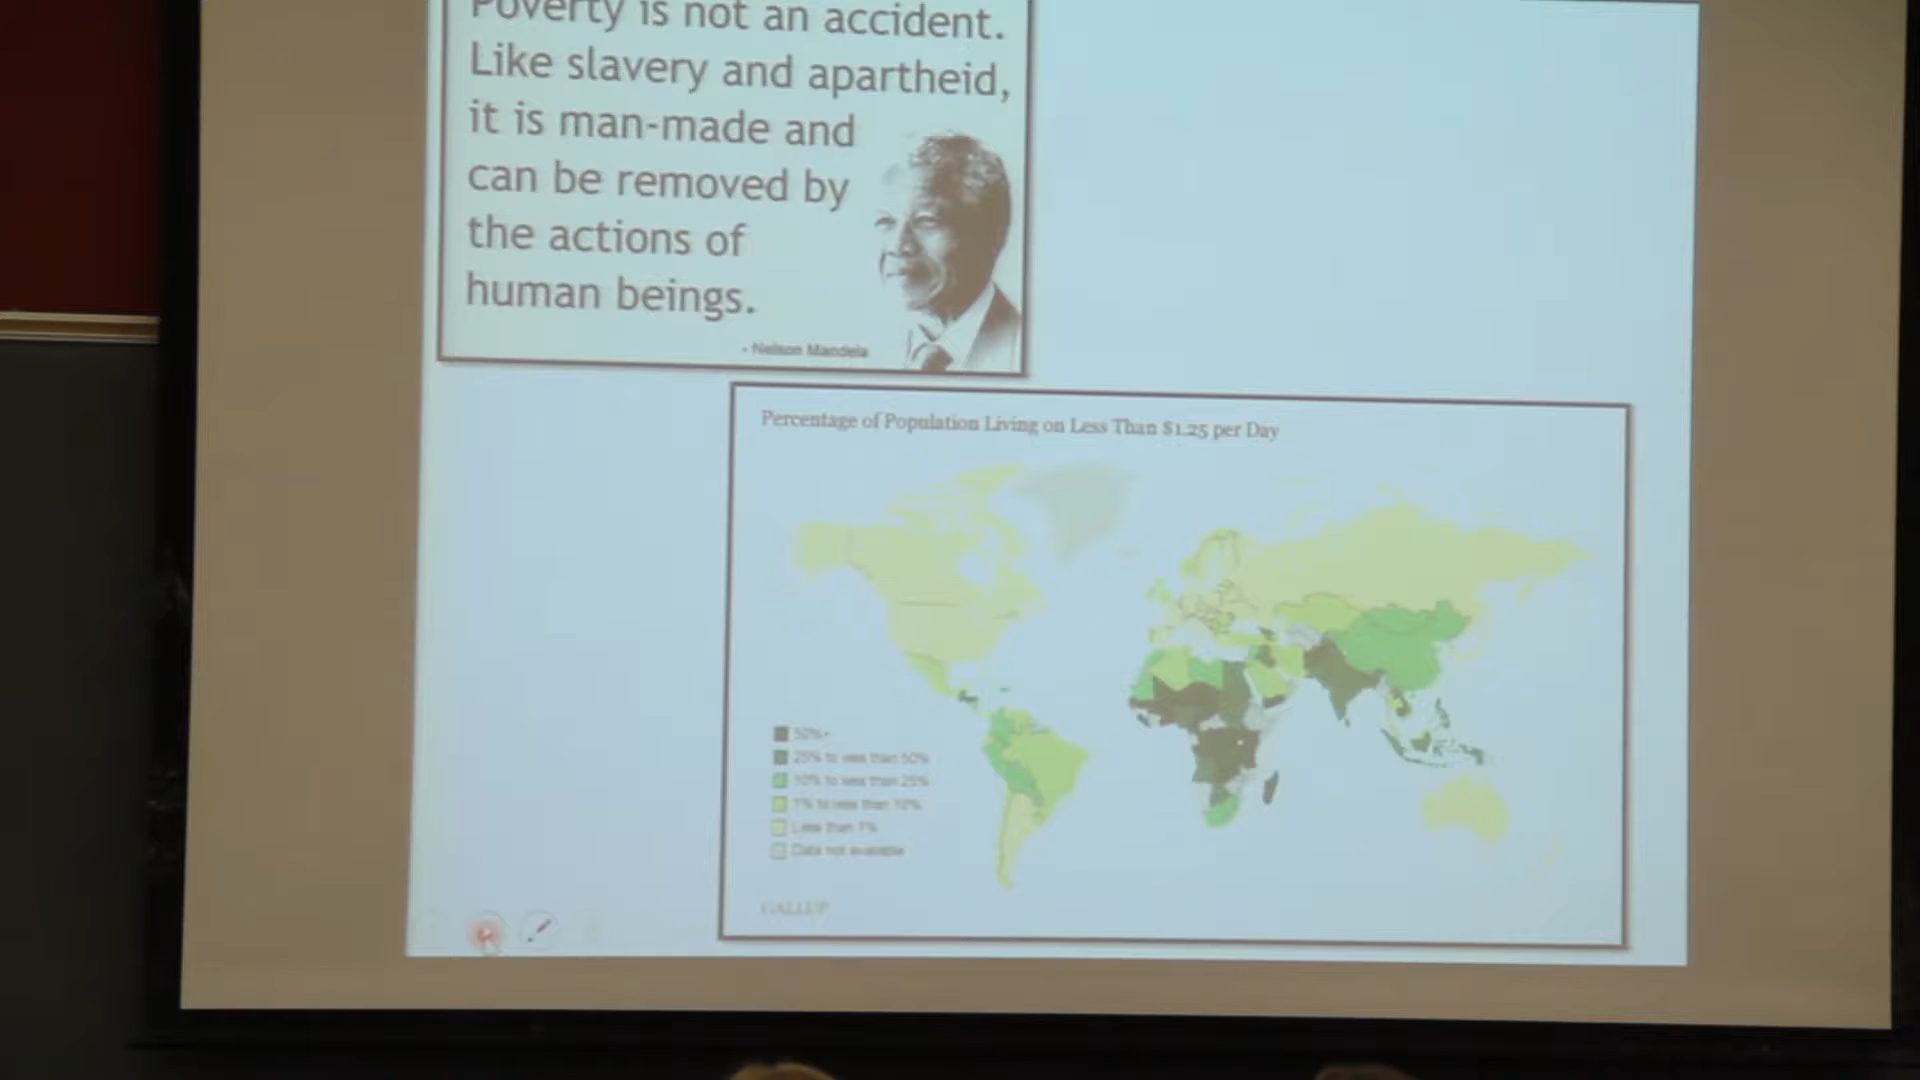 Poverty is not an accident.
Like slavery and apartheid,
it is man-made and
can be removed by
the actions of
human beings.
- Nelson Mandela
Percentage of Population Living on Less Than $1.25 per Day
50%+
25% to less than 50%
10% to less than 25%
1% to less than 10%
Less than 1%
Data not available
GALLUP